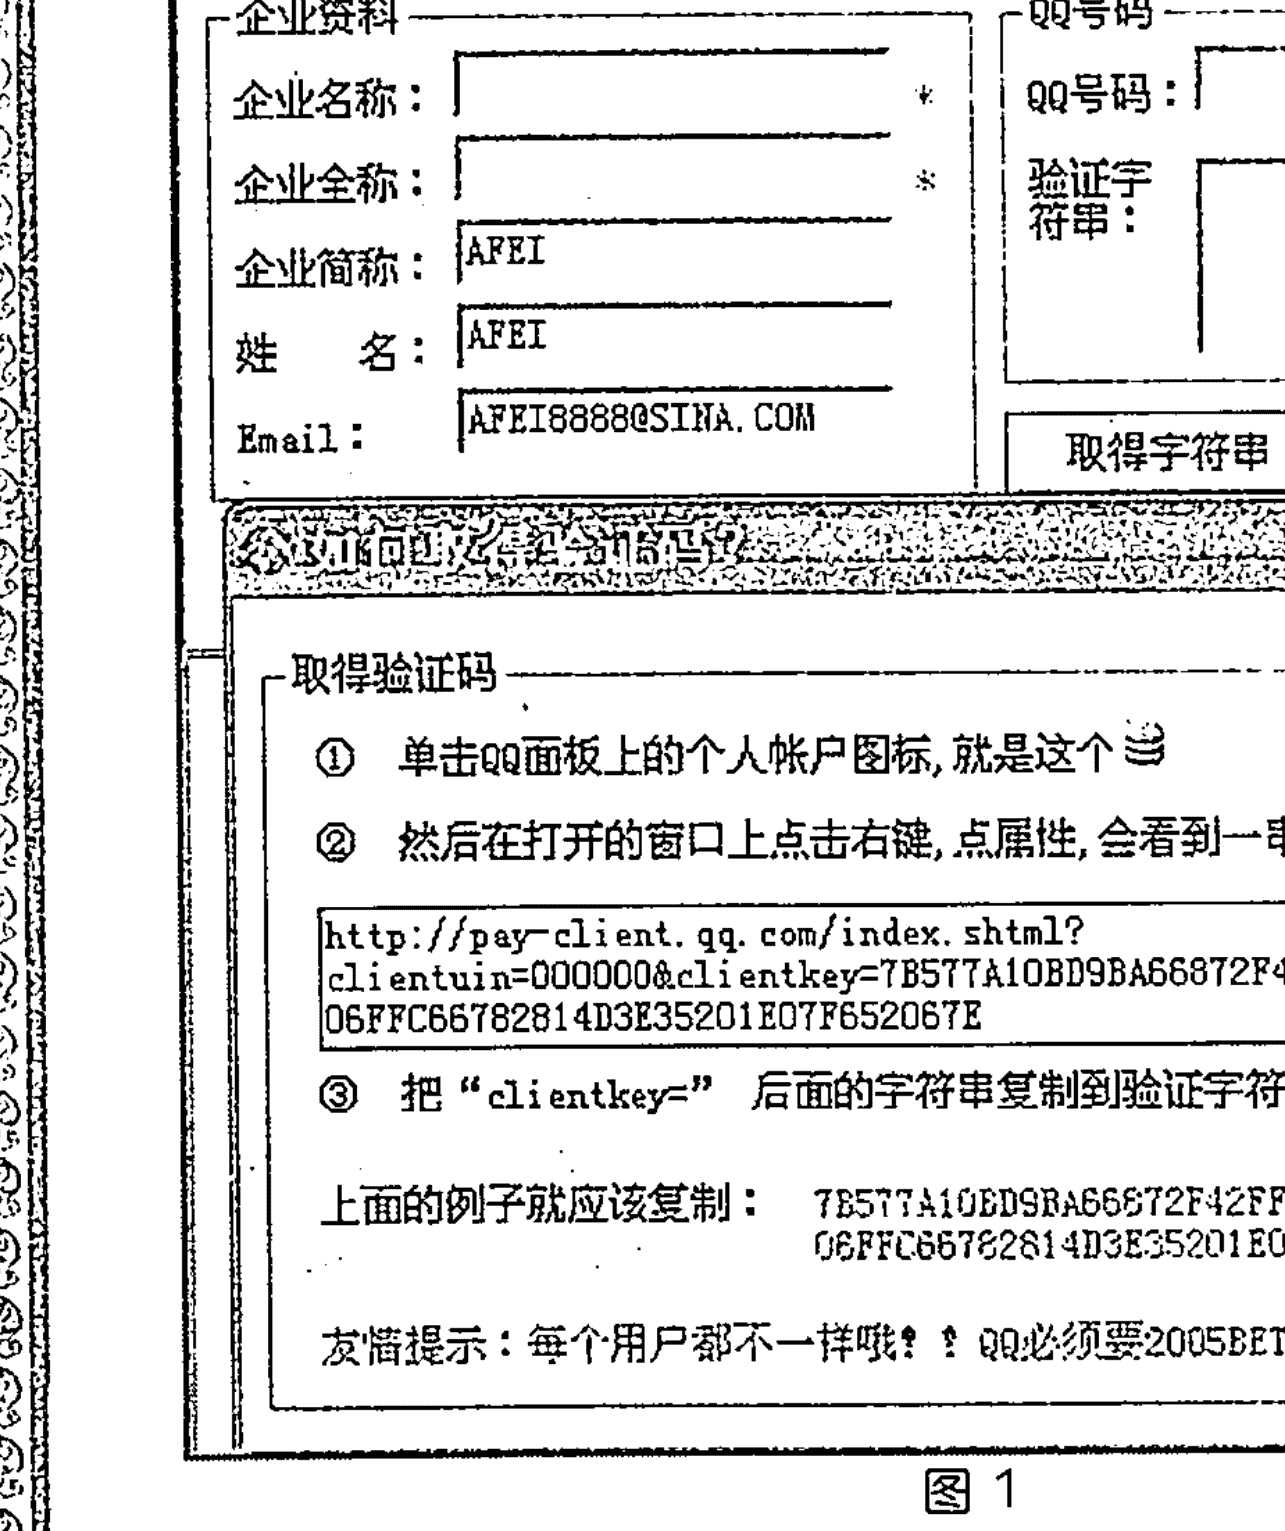 企业资料
企业名称： *
企业全称： *
企业简称： AFEI
姓 名： AFEI
Email： AFEI8888@SINA.COM
QQ号码
QQ号码：
验证字
符串：
取得字符串
如何取得验证码?
取得验证码
① 单击QQ面板上的个人帐户图标,就是这个
② 然后在打开的窗口上点击右键,点属性,会看到一串
http://pay-client.qq.com/index.shtml?
clientuin=000000&clientkey=7B577A10BD9BA66872F4
06FFC66782814D3E35201E07F652067E
③ 把“clientkey=” 后面的字符串复制到验证字符
上面的例子就应该复制： 7B577A10BD9BA66872F42FF
06FFC66782814D3E35201E0
友情提示：每个用户都不一样哦！！QQ必须要2005BET
图 1